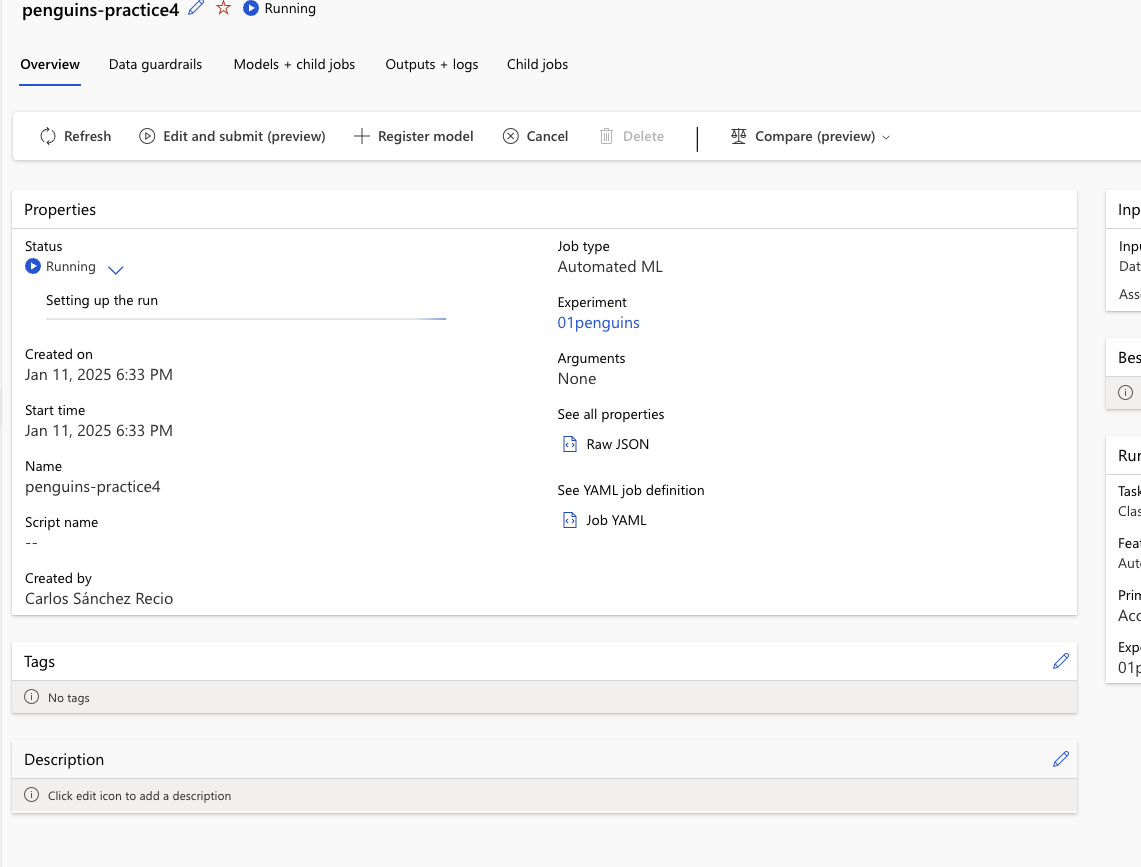 penguins-practice4 Running
Overview Data guardrails Models + child jobs Outputs + logs Child jobs
Refresh Edit and submit (preview) Register model Cancel Delete Compare (preview)
Properties
Status
Running
Setting up the run
Created on
Jan 11, 2025 6:33 PM
Start time
Jan 11, 2025 6:33 PM
Name
penguins-practice4
Script name
--
Created by
Carlos Sánchez Recio
Job type
Automated ML
Experiment
01penguins
Arguments
None
See all properties
Raw JSON
See YAML job definition
Job YAML
Tags
No tags
Description
Click edit icon to add a description
Inp
Inpu
Dat
Ass
Bes
Run
Task
Clas
Feat
Aut
Prim
Acc
Exp
01p